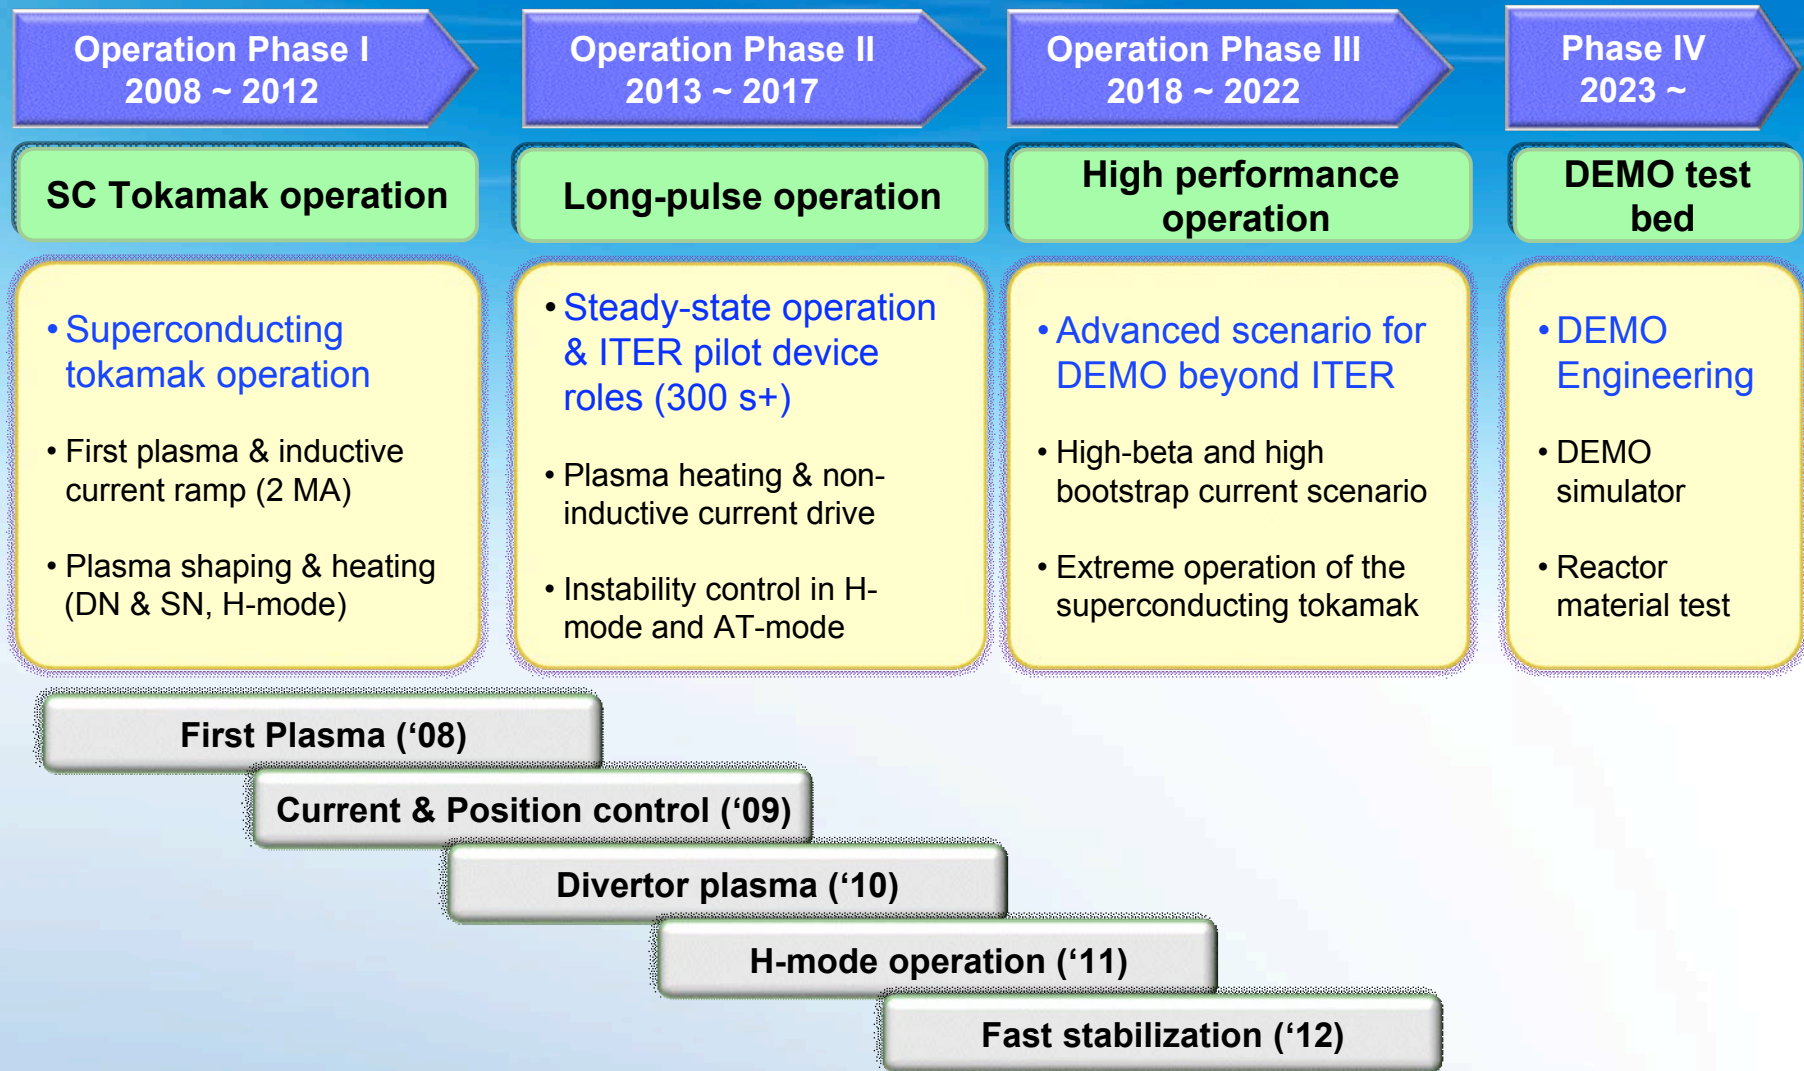 Operation Phase I
2008 ~ 2012
Operation Phase II
2013 ~ 2017
Operation Phase III
2018 ~ 2022
Phase IV
2023 ~
SC Tokamak operation
Long-pulse operation
High performance
operation
DEMO test
bed
• Superconducting
tokamak operation
• First plasma & inductive
current ramp (2 MA)
• Plasma shaping & heating
(DN & SN, H-mode)
• Steady-state operation
& ITER pilot device
roles (300 s+)
• Plasma heating & non-
inductive current drive
• Instability control in H-
mode and AT-mode
• Advanced scenario for
DEMO beyond ITER
• High-beta and high
bootstrap current scenario
• Extreme operation of the
superconducting tokamak
• DEMO
Engineering
• DEMO
simulator
• Reactor
material test
First Plasma (‘08)
Current & Position control (‘09)
Divertor plasma (‘10)
H-mode operation (‘11)
Fast stabilization (‘12)